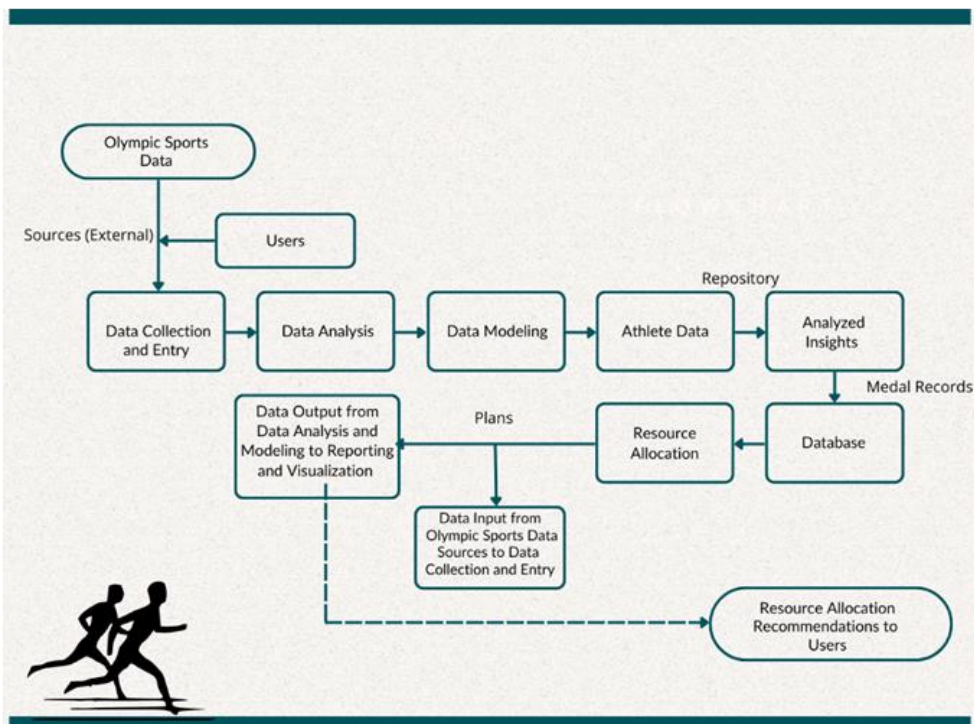 Olympic Sports
Data
Sources (External)
Users
Repository
Data Collection
and Entry
Data Analysis
Data Modeling
Athlete Data
Analyzed
Insights
Medal Records
Data Output from
Data Analysis and
Modeling to Reporting
and Visualization
Plans
Resource
Allocation
Database
Data Input from
Olympic Sports Data
Sources to Data
Collection and Entry
Resource Allocation
Recommendations to
Users